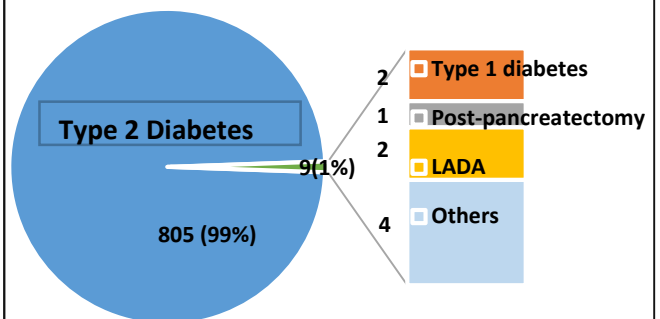 Type 2 Diabetes
805 (99%)
9(1%)
2
Type 1 diabetes
1
Post-pancreatectomy
2
LADA
4
Others